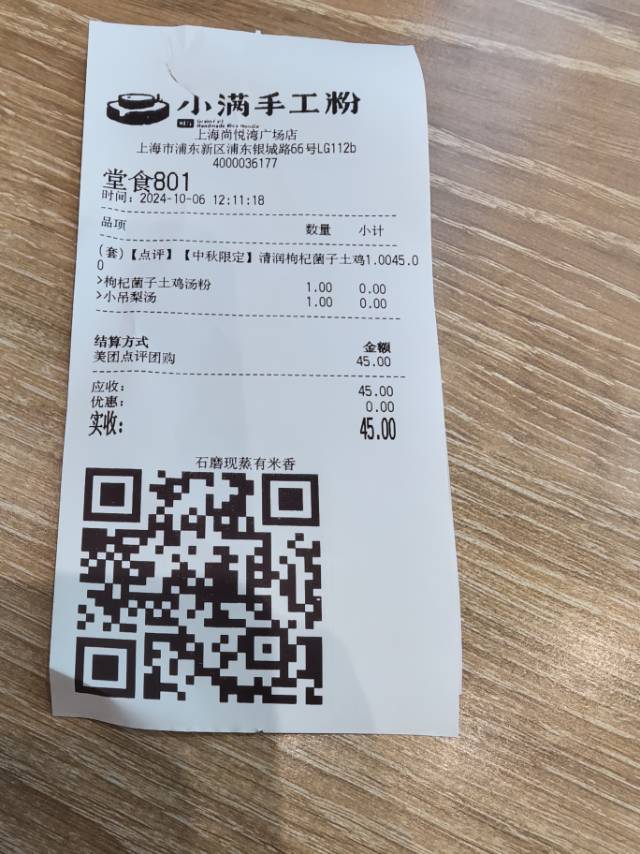 小满手工粉
上海尚悦湾广场店
上海市浦东新区浦东银城路66号LG112b
4000036177
堂食801
时间：2024-10-06 12:11:18
品项 数量 小计
(套)【点评】【中秋限定】清润枸杞菌子土鸡1.0045.0
0
>枸杞菌子土鸡汤粉 1.00 0.00
>小吊梨汤 1.00 0.00
结算方式 金额
美团点评团购 45.00
应收： 45.00
优惠： 0.00
实收： 45.00
石磨现蒸有米香